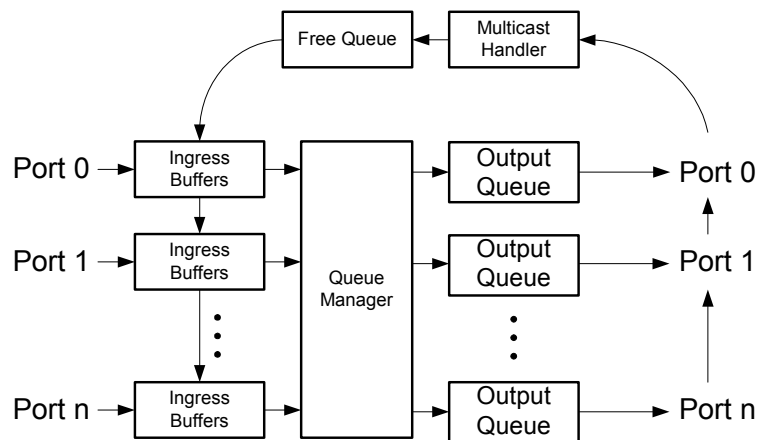 Free Queue
Multicast
Handler
Port 0
Ingress
Buffers
Output
Queue
Port 0
Port 1
Ingress
Buffers
Queue
Manager
Output
Queue
Port 1
Port n
Ingress
Buffers
Output
Queue
Port n